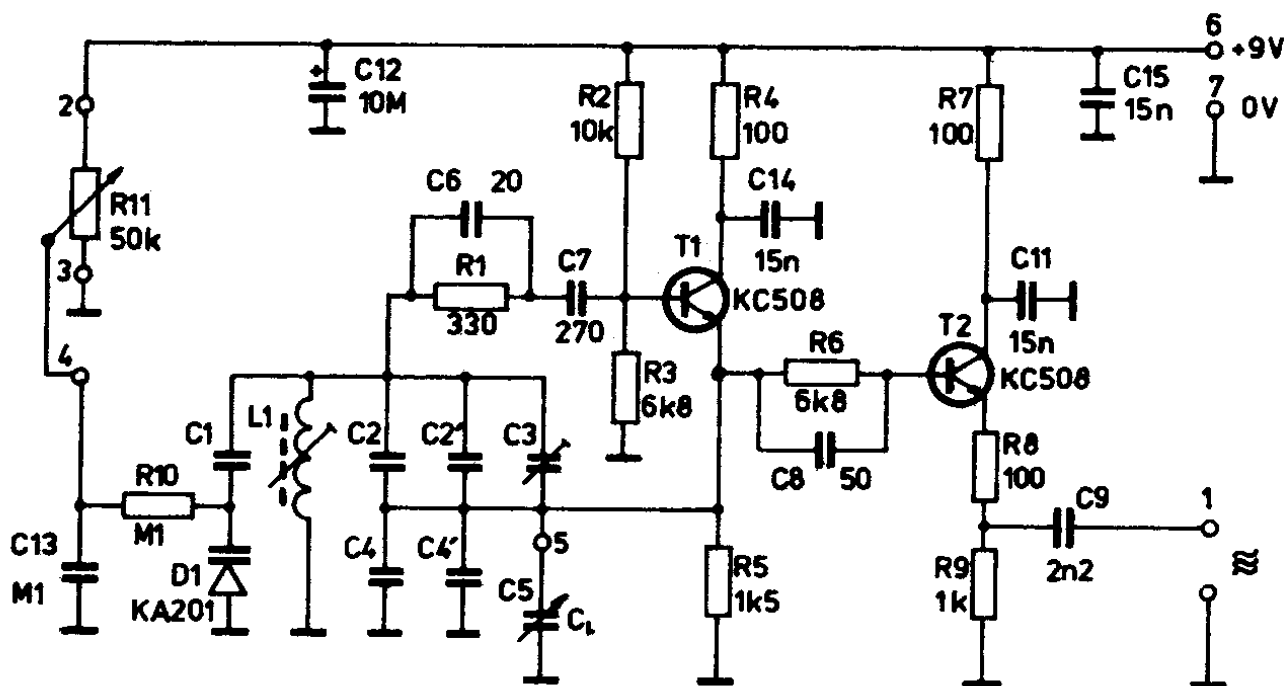 6
+9V
C12
10M
C15
15n
7
0V
2
R2
10k
R4
100
R7
100
R11
50k
C6
20
C14
15n
3
R1
330
C7
270
T1
KC508
C11
15n
4
R3
6k8
R6
6k8
T2
KC508
C1
L1
C2
C2'
C3
C8
50
R8
100
R10
M1
C9
2n2
1
C13
M1
D1
KA201
C4
C4'
5
C5
CL
R5
1k5
R9
1k
≈